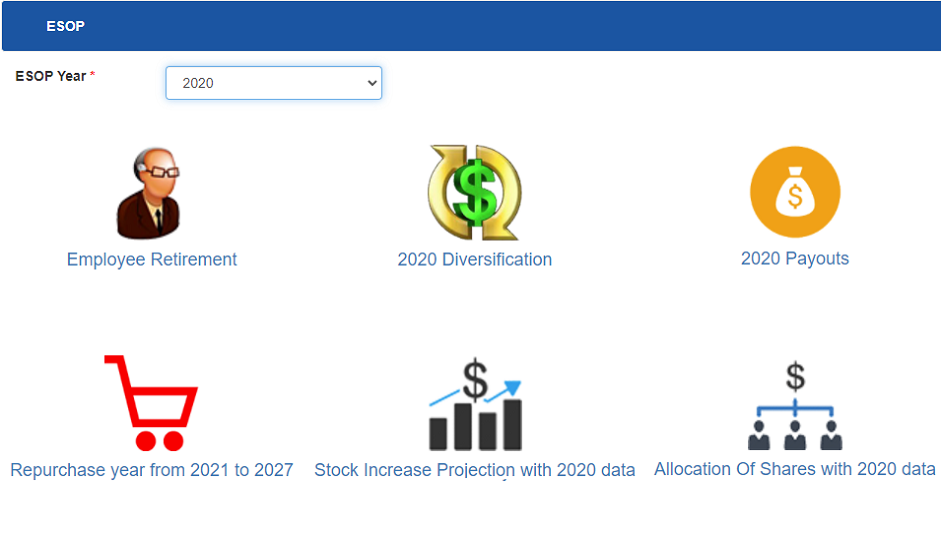 ESOP
ESOP Year *
2020
Employee Retirement
2020 Diversification
2020 Payouts
Repurchase year from 2021 to 2027
Stock Increase Projection with 2020 data
Allocation Of Shares with 2020 data